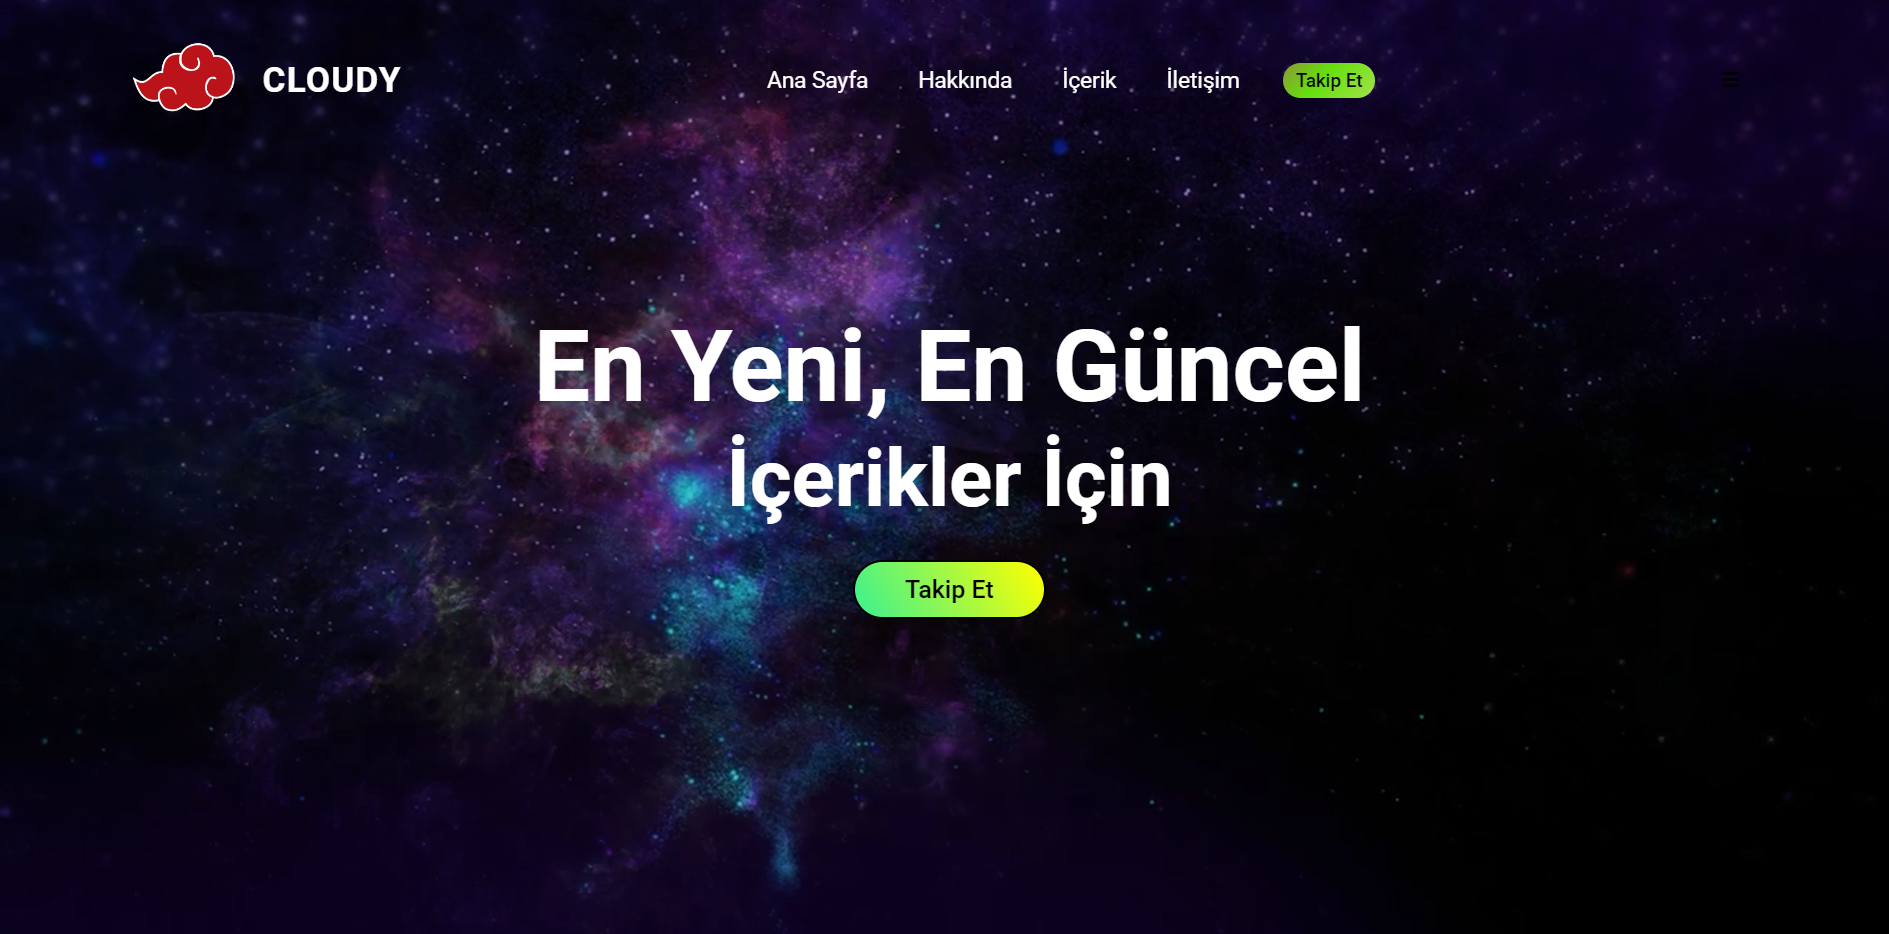 CLOUDY
Ana Sayfa Hakkında İçerik İletişim Takip Et
En Yeni, En Güncel
İçerikler İçin
Takip Et